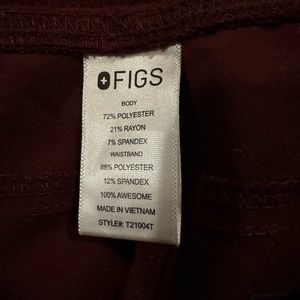 FIGS
BODY
72% POLYESTER
21% RAYON
7% SPANDEX
WAISTBAND
88% POLYESTER
12% SPANDEX
100% AWESOME
MADE IN VIETNAM
STYLE#: T21004T